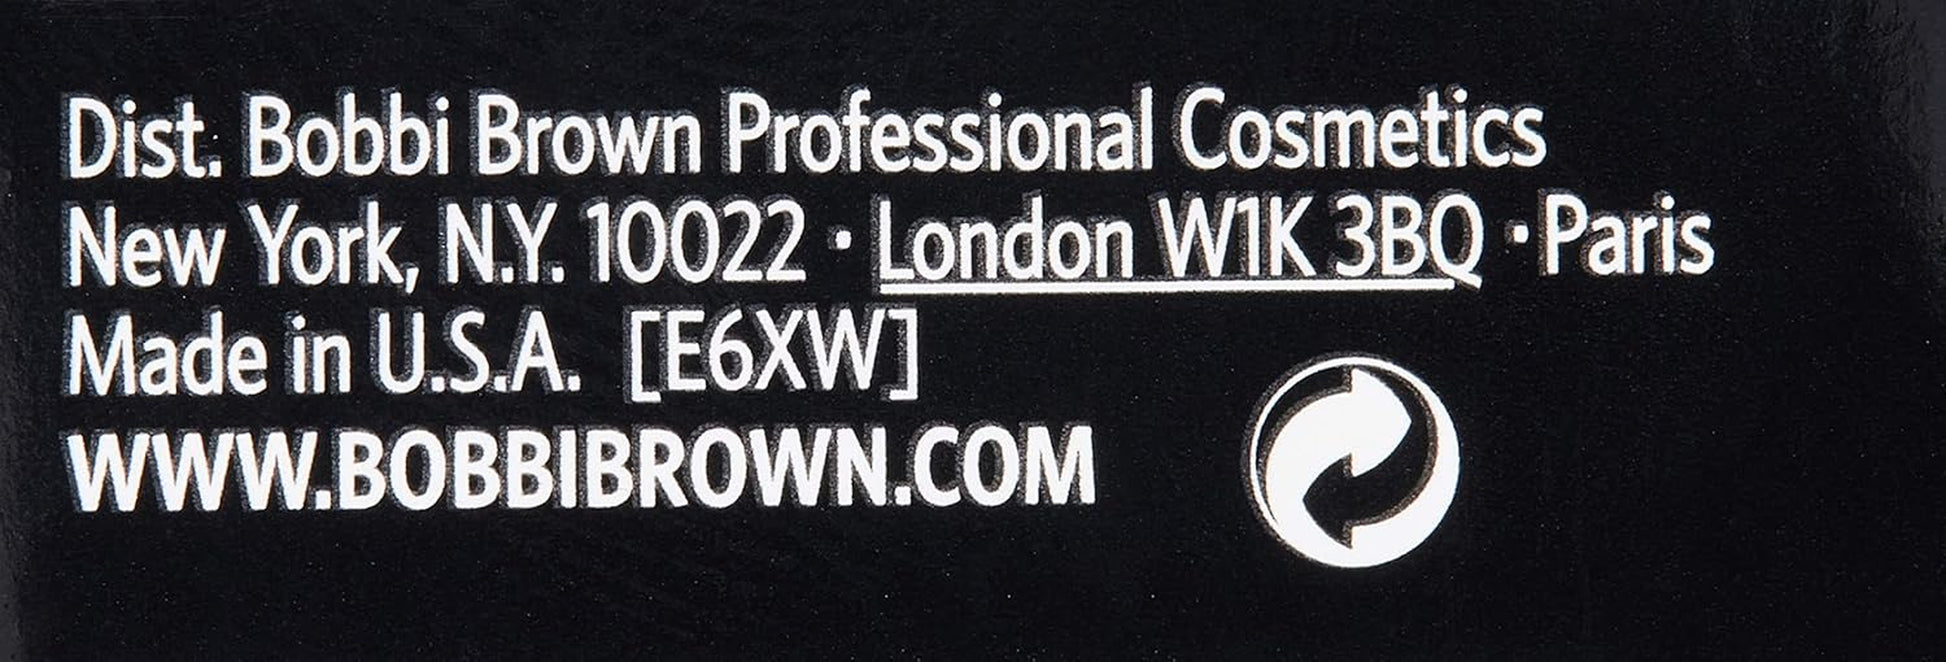 Dist. Bobbi Brown Professional Cosmetics
New York, N.Y. 10022 · London W1K 3BQ · Paris
Made in U.S.A. [E6XW]
WWW.BOBBIBROWN.COM